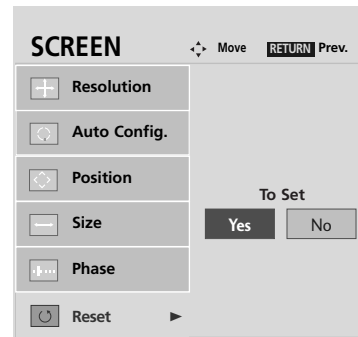 SCREEN Move RETURN Prev.
Resolution
Auto Config.
Position
To Set
Size Yes No
Phase
Reset